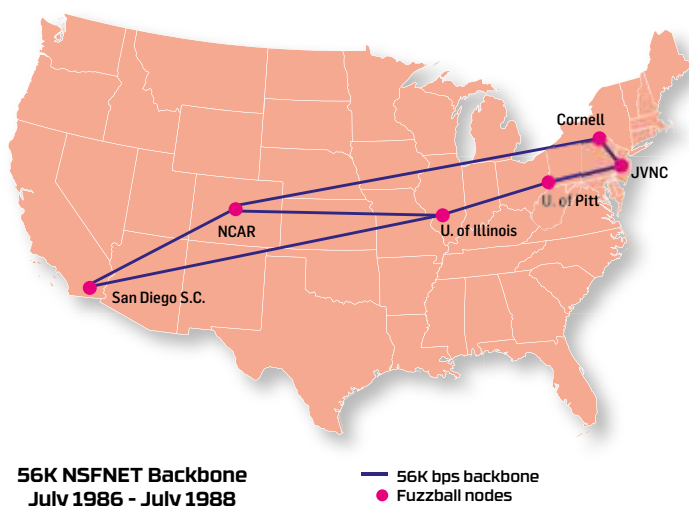 Cornell
JVNC
U. of Pitt
NCAR
U. of Illinois
San Diego S.C.
56K NSFNET Backbone
July 1986 - July 1988
56K bps backbone
Fuzzball nodes